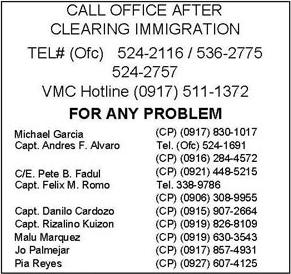 CALL OFFICE AFTER
CLEARING IMMIGRATION
TEL# (Ofc) 524-2116 / 536-2775
524-2757
VMC Hotline (0917) 511-1372
FOR ANY PROBLEM
Michael Garcia (CP) (0917) 830-1017
Capt. Andres F. Alvaro Tel. (Ofc) 524-1691
(CP) (0916) 284-4572
C/E. Pete B. Fadul (CP) (0921) 448-5215
Capt. Felix M. Romo Tel. 338-9786
(CP) (0906) 308-9955
Capt. Danilo Cardozo (CP) (0915) 907-2664
Capt. Rizalino Kuizon (CP) (0919) 826-8109
Malu Marquez (CP) (0919) 630-3543
Jo Palmejar (CP) (0917) 857-4931
Pia Reyes (CP) (0927) 607-4125